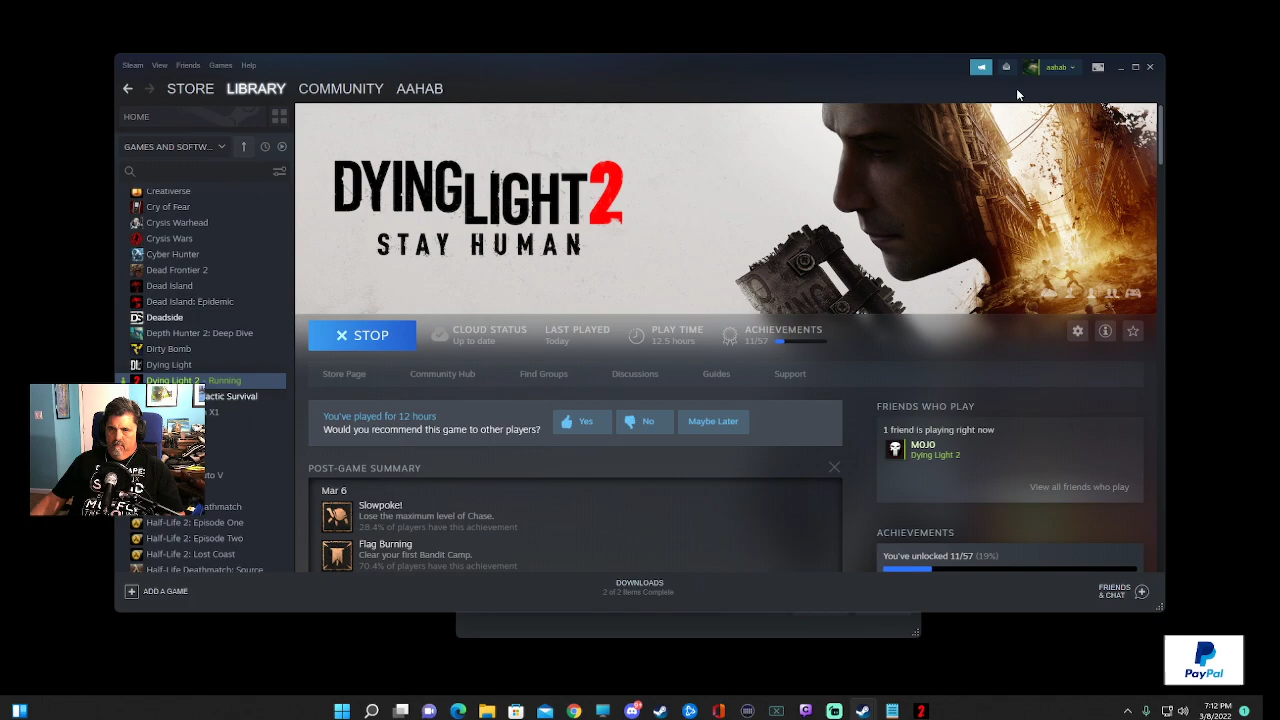 Steam View Friends Games Help
aahab
STORE LIBRARY COMMUNITY AAHAB
HOME
GAMES AND SOFTW...
Creativerse
Cry of Fear
Crysis Warhead
Crysis Wars
Cyber Hunter
Dead Frontier 2
Dead Island
Dead Island: Epidemic
Deadside
Depth Hunter 2: Deep Dive
Dirty Bomb
Dying Light
Dying Light 2 - Running
actic Survival
X1
to V
eathmatch
Half-Life 2: Episode One
Half-Life 2: Episode Two
Half-Life 2: Lost Coast
Half-Life Deathmatch: Source
ADD A GAME
DYING LIGHT 2
STAY HUMAN
STOP
CLOUD STATUS
Up to date
LAST PLAYED
Today
PLAY TIME
12.5 hours
ACHIEVEMENTS
11/57
Store Page Community Hub Find Groups Discussions Guides Support
You've played for 12 hours
Would you recommend this game to other players?
Yes No Maybe Later
POST-GAME SUMMARY
Mar 6
Slowpoke!
Lose the maximum level of Chase.
28.4% of players have this achievement
Flag Burning
Clear your first Bandit Camp.
70.4% of players have this achievement
FRIENDS WHO PLAY
1 friend is playing right now
MOJO
Dying Light 2
View all friends who play
ACHIEVEMENTS
You've unlocked 11/57 (19%)
DOWNLOADS
2 of 2 Items Complete
FRIENDS
& CHAT
PayPal
7:12 PM
3/8/2022